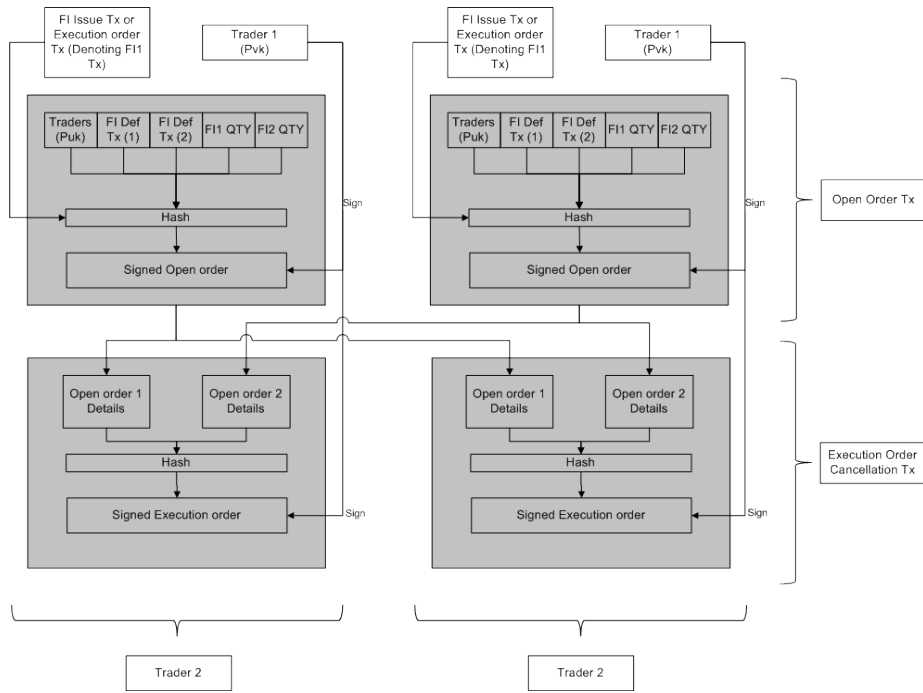 FI Issue Tx or
Execution order
Tx (Denoting FI1
Tx)
Trader 1
(Pvk)
FI Issue Tx or
Execution order
Tx (Denoting FI1
Tx)
Trader 1
(Pvk)
Traders
(Puk)
FI Def
Tx (1)
FI Def
Tx (2)
FI1 QTY
FI2 QTY
Hash
Signed Open order
Sign
Traders
(Puk)
FI Def
Tx (1)
FI Def
Tx (2)
FI1 QTY
FI2 QTY
Hash
Signed Open order
Sign
Open Order Tx
Open order 1
Details
Open order 2
Details
Hash
Signed Execution order
Sign
Open order 1
Details
Open order 2
Details
Hash
Signed Execution order
Sign
Execution Order
Cancellation Tx
Trader 2
Trader 2